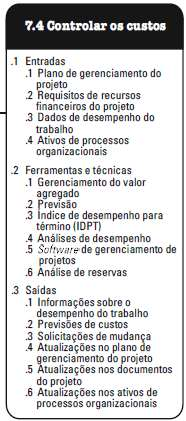 7.4 Controlar os custos
.1 Entradas
.1 Plano de gerenciamento do
projeto
.2 Requisitos de recursos
financeiros do projeto
.3 Dados de desempenho do
trabalho
.4 Ativos de processos
organizacionais
.2 Ferramentas e técnicas
.1 Gerenciamento do valor
agregado
.2 Previsão
.3 Índice de desempenho para
término (IDPT)
.4 Análises de desempenho
.5 Software de gerenciamento de
projetos
.6 Análise de reservas
.3 Saídas
.1 Informações sobre o
desempenho do trabalho
.2 Previsões de custos
.3 Solicitações de mudança
.4 Atualizações no plano de
gerenciamento do projeto
.5 Atualizações nos documentos
do projeto
.6 Atualizações nos ativos de
processos organizacionais